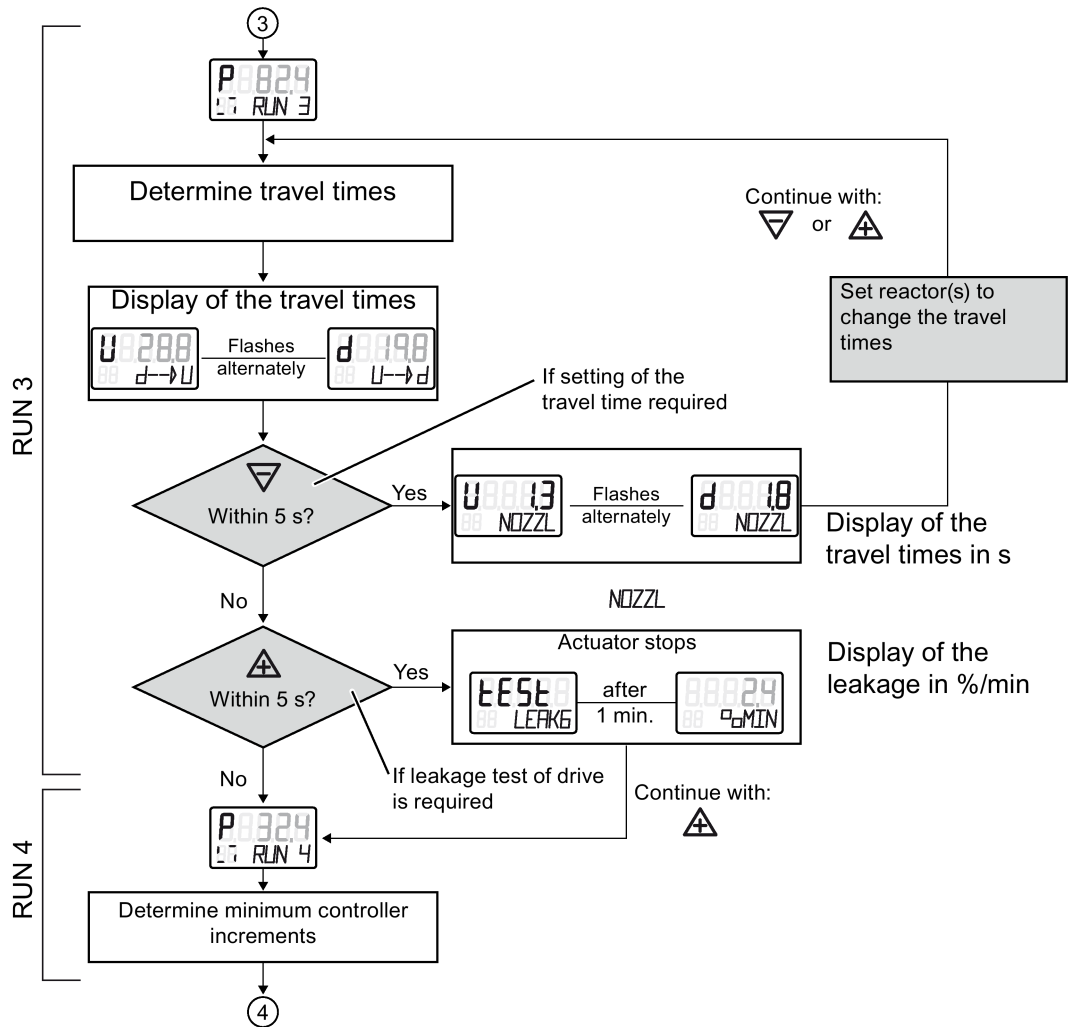 3
P 82.4
RUN 3
Determine travel times
Continue with:
or
Set reactor(s) to
change the travel
times
Display of the travel times
U 28.8
d-->U
Flashes
alternately
d 19.8
U-->d
RUN 3
If setting of the
travel time required
Within 5 s?
Yes
U 1.3
NOZZL
Flashes
alternately
d 1.8
NOZZL
Display of the
travel times in s
No
NOZZL
Within 5 s?
Yes
Actuator stops
tESt
LEAKG
after
1 min.
2.4
%MIN
Display of the
leakage in %/min
No
If leakage test of drive
is required
Continue with:
P 32.4
RUN 4
RUN 4
Determine minimum controller
increments
4